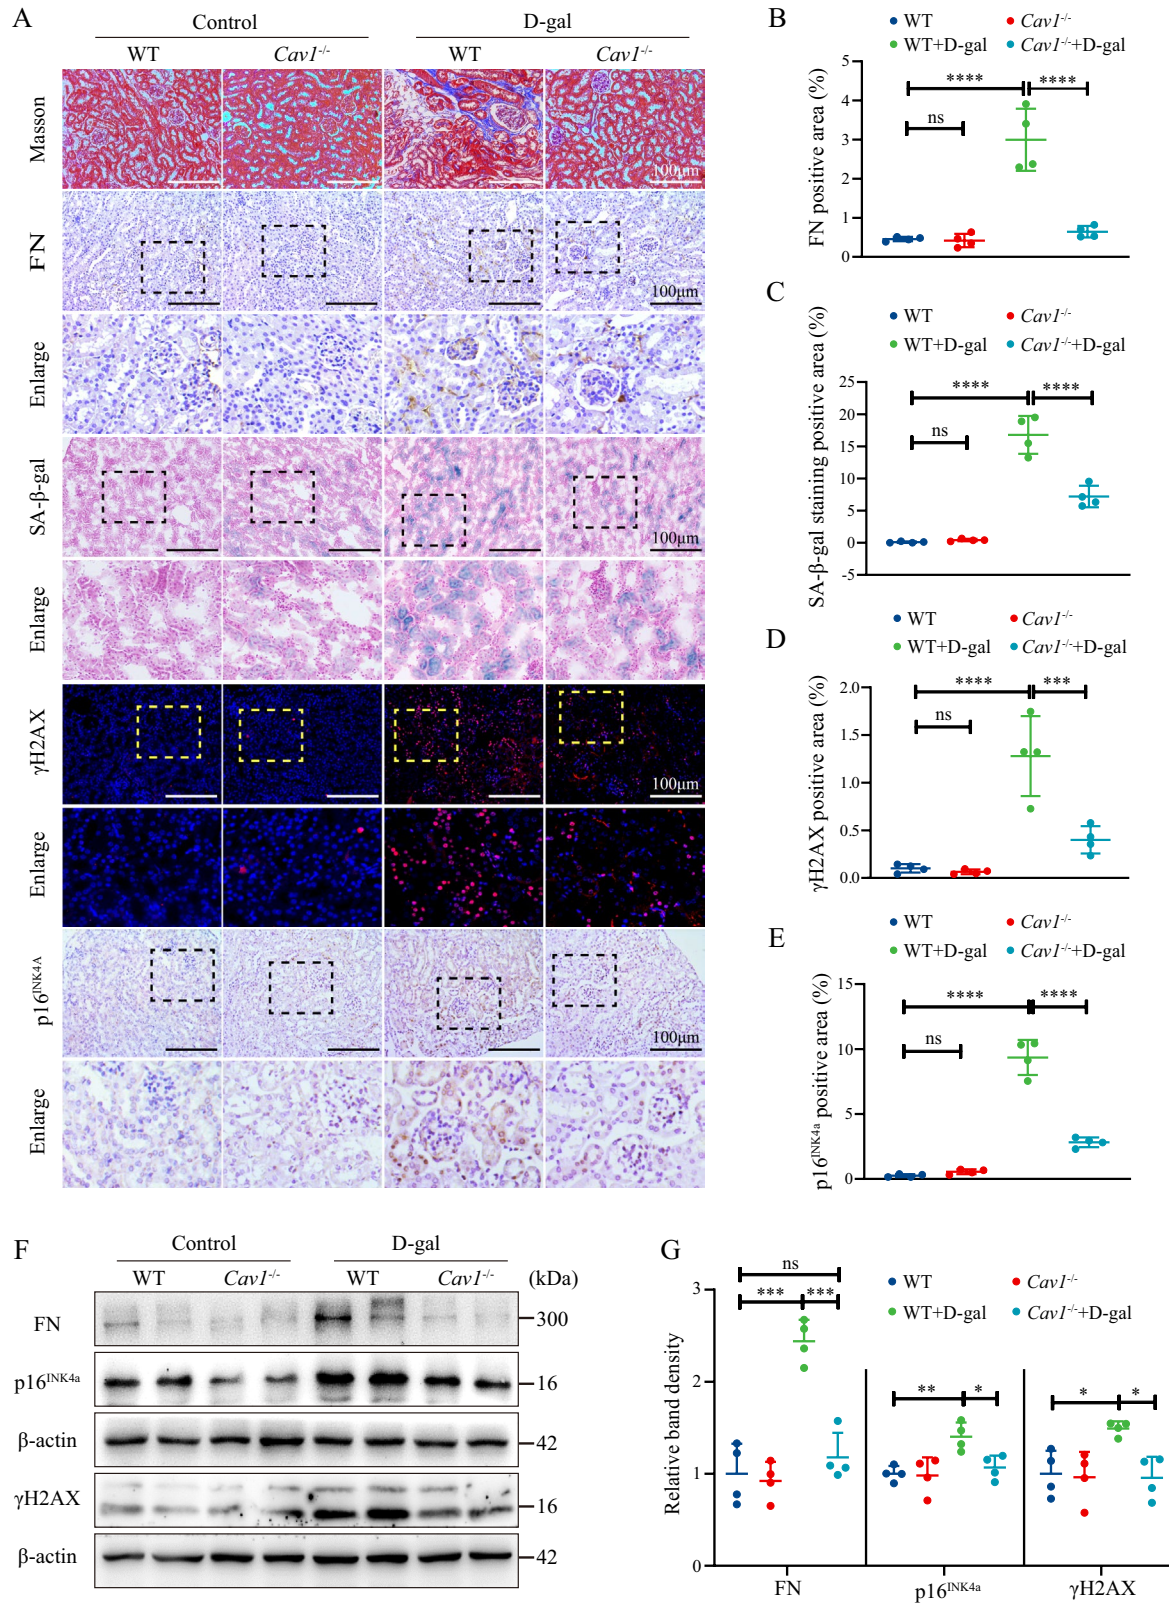 A
Control
D-gal
WT
Cav1-/-
WT
Cav1-/-
Masson
100μm
FN
100μm
Enlarge
SA-β-gal
100μm
Enlarge
γH2AX
100μm
Enlarge
p16INK4A
100μm
Enlarge
B
WT
Cav1-/-
WT+D-gal
Cav1-/-+D-gal
FN positive area (%)
5
4
3
2
1
0
****
****
ns
C
WT
Cav1-/-
WT+D-gal
Cav1-/-+D-gal
SA-β-gal staining positive area (%)
25
20
15
10
5
0
-5
****
****
ns
D
WT
Cav1-/-
WT+D-gal
Cav1-/-+D-gal
γH2AX positive area (%)
2.0
1.5
1.0
0.5
0.0
****
***
ns
E
WT
Cav1-/-
WT+D-gal
Cav1-/-+D-gal
p16INK4a positive area (%)
15
10
5
0
****
****
ns
F
Control
D-gal
WT
Cav1-/-
WT
Cav1-/-
(kDa)
FN
300
p16INK4a
16
β-actin
42
γH2AX
16
β-actin
42
G
WT
Cav1-/-
WT+D-gal
Cav1-/-+D-gal
Relative band density
3
2
1
0
ns
***
***
**
*
*
*
FN
p16INK4a
γH2AX